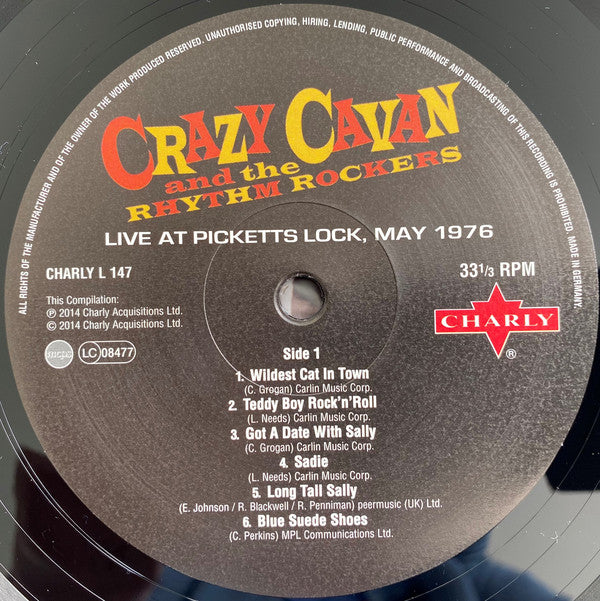 ALL RIGHTS OF THE MANUFACTURER AND OF THE OWNER OF THE WORK PRODUCED RESERVED. UNAUTHORISED COPYING, HIRING, LENDING, PUBLIC PERFORMANCE AND BROADCASTING OF THIS RECORDING IS PROHIBITED. MADE IN GERMANY.
CRAZY CAVAN
and the
RHYTHM ROCKERS
LIVE AT PICKETTS LOCK, MAY 1976
CHARLY L 147
33 1/3 RPM
This Compilation:
℗ 2014 Charly Acquisitions Ltd.
© 2014 Charly Acquisitions Ltd.
LC 08477
CHARLY
®
Side 1
1. Wildest Cat In Town
(C. Grogan) Carlin Music Corp.
2. Teddy Boy Rock'n'Roll
(L. Needs) Carlin Music Corp.
3. Got A Date With Sally
(C. Grogan) Carlin Music Corp.
4. Sadie
(L. Needs) Carlin Music Corp.
5. Long Tall Sally
(E. Johnson / R. Blackwell / R. Penniman) peermusic (UK) Ltd.
6. Blue Suede Shoes
(C. Perkins) MPL Communications Ltd.